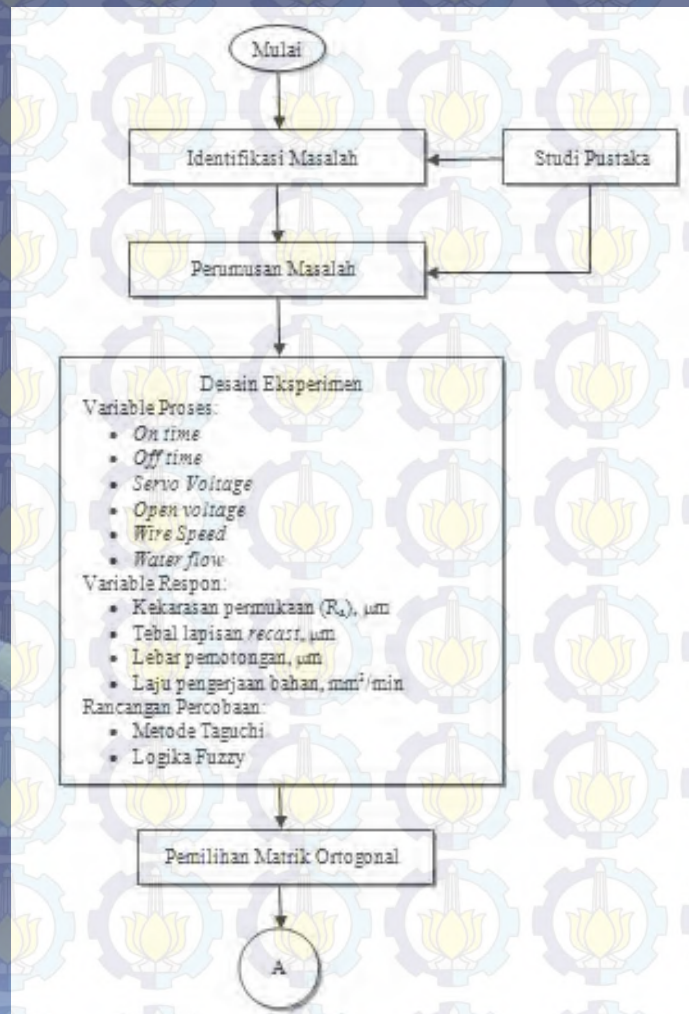 Mulai
Identifikasi Masalah
Studi Pustaka
Perumusan Masalah
Desain Eksperimen
Variable Proses:
• On time
• Off time
• Servo Voltage
• Open voltage
• Wire Speed
• Water flow
Variable Respon:
• Kekarasan permukaan (Ra), μm
• Tebal lapisan recast, μm
• Lebar pemotongan, μm
• Laju pengerjaan bahan, mm²/min
Rancangan Percobaan:
• Metode Taguchi
• Logika Fuzzy
Pemilihan Matrik Ortogonal
A